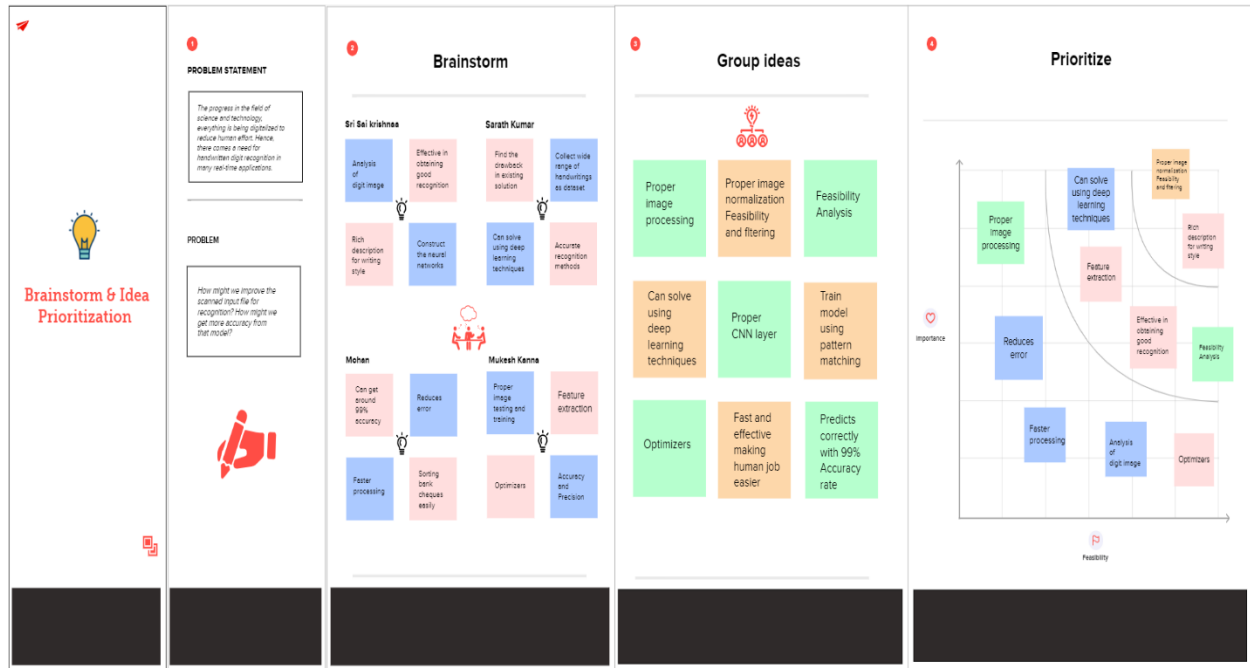 Brainstorm & Idea
Prioritization
1
PROBLEM STATEMENT
The progress in the field of
science and technology,
everything is being digitalized to
reduce human effort. Hence,
there comes a need for
handwritten digit recognition in
many real-time applications.
PROBLEM
How might we improve the
scanned input file for
recognition? How might we
get more accuracy from
that model?
2
Brainstorm
Sri Sai krishnaa
Analysis
of
digit image
Effective in
obtaining
good
recognition
Rich
description
for writing
style
Construct
the neural
networks
Sarath Kumar
Find the
drawback
in existing
solution
Collect wide
range of
handwritings
as dataset
Can solve
using deep
learning
techniques
Accurate
recognition
methods
Mohan
Can get
around
99%
accuracy
Reduces
error
Faster
processing
Sorting
bank
cheques
easily
Mukesh Kanna
Proper
image
testing and
training
Feature
extraction
Optimizers
Accuracy
and
Precision
3
Group ideas
Proper
image
processing
Proper image
normalization
Feasibility
and fltering
Feasibility
Analysis
Can solve
using
deep
learning
techniques
Proper
CNN layer
Train
model
using
pattern
matching
Optimizers
Fast and
effective
making
human job
easier
Predicts
correctly
with 99%
Accuracy
rate
4
Prioritize
Proper image
normalization
Feasibility
and fltering
Can solve
using deep
learning
techniques
Proper
image
processing
Rich
description
for writing
style
Feature
extraction
Importance
Effective in
obtaining
good
recognition
Reduces
error
Feasibility
Analysis
Faster
processing
Analysis
of
digit image
Optimizers
Feasibility